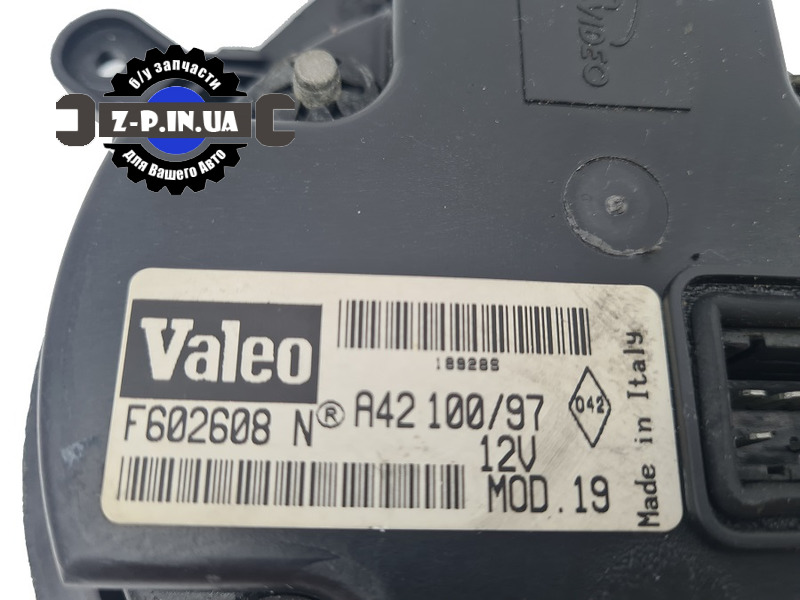 б/у запчасти
Z-P.IN.UA
для Вашего Авто
VIDEO
Valeo
189286
F602608 N ® A42 100/97
042
12V
MOD.19
Made in Italy